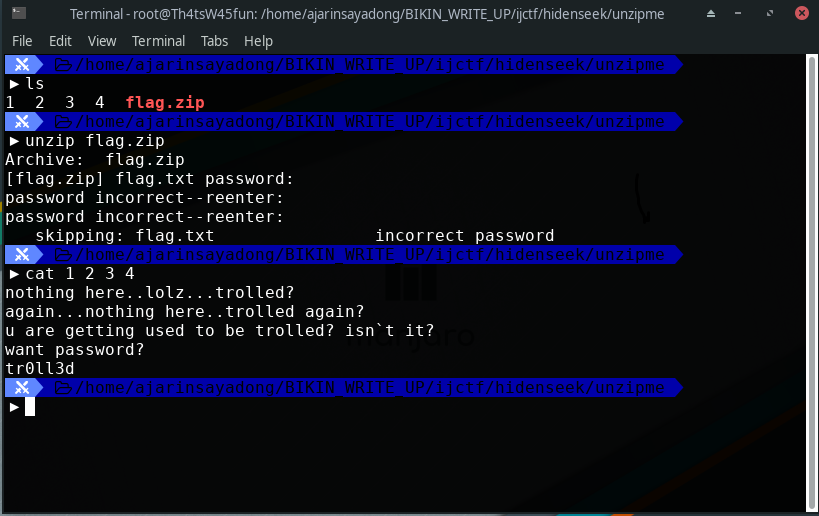 Terminal - root@Th4tsW45fun: /home/ajarinsayadong/BIKIN_WRITE_UP/ijctf/hidenseek/unzipme
File Edit View Terminal Tabs Help
/home/ajarinsayadong/BIKIN_WRITE_UP/ijctf/hidenseek/unzipme
▶ ls
1 2 3 4 flag.zip
/home/ajarinsayadong/BIKIN_WRITE_UP/ijctf/hidenseek/unzipme
▶ unzip flag.zip
Archive:  flag.zip
[flag.zip] flag.txt password:
password incorrect--reenter:
password incorrect--reenter:
   skipping: flag.txt                incorrect password
/home/ajarinsayadong/BIKIN_WRITE_UP/ijctf/hidenseek/unzipme
▶ cat 1 2 3 4
nothing here..lolz...trolled?
again...nothing here..trolled again?
u are getting used to be trolled? isn`t it?
want password?
manjaro
tr0ll3d
/home/ajarinsayadong/BIKIN_WRITE_UP/ijctf/hidenseek/unzipme
▶